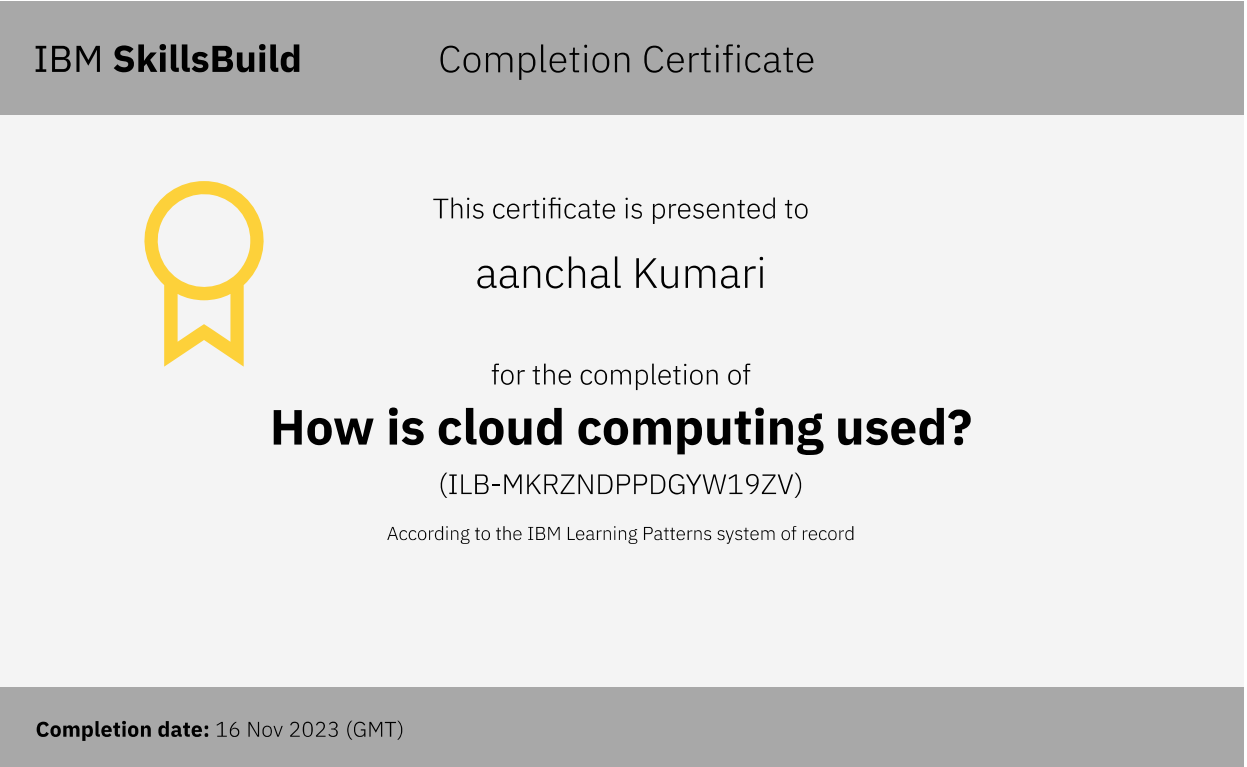 IBM SkillsBuild
Completion Certificate
This certificate is presented to
aanchal Kumari
for the completion of
How is cloud computing used?
(ILB-MKRZNDPPDGYW19ZV)
According to the IBM Learning Patterns system of record
Completion date: 16 Nov 2023 (GMT)